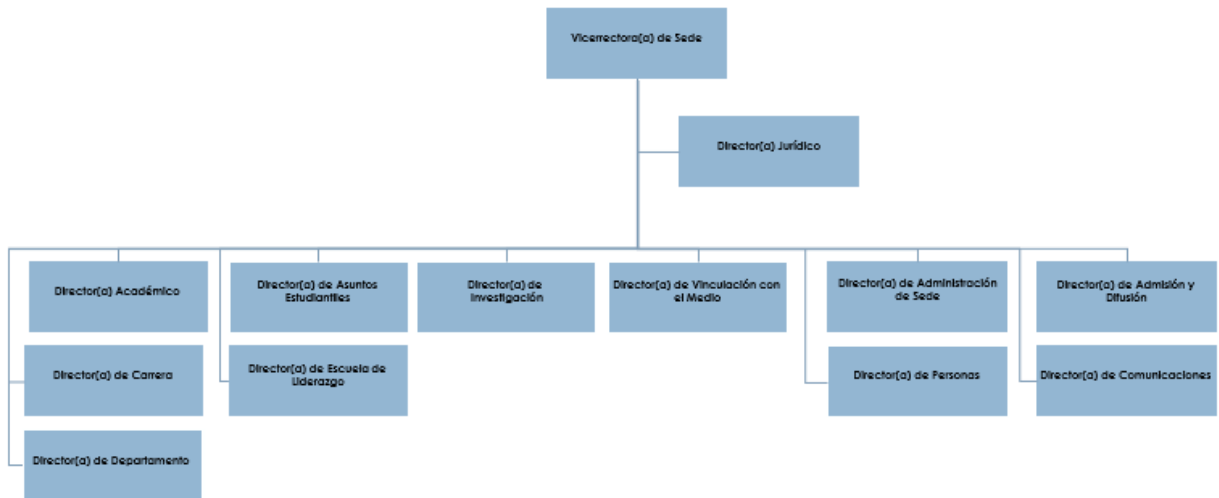 Vicerrectora(a) de Sede
Director(a) Jurídico
Director(a) Académico
Director(a) de Asuntos
Estudiantiles
Director(a) de
Investigación
Director(a) de Vinculación con
el Medio
Director(a) de Administración
de Sede
Director(a) de Admisión y
Difusión
Director(a) de Carrera
Director(a) de Escuela de
Liderazgo
Director(a) de Personas
Director(a) de Comunicaciones
Director(a) de Departamento